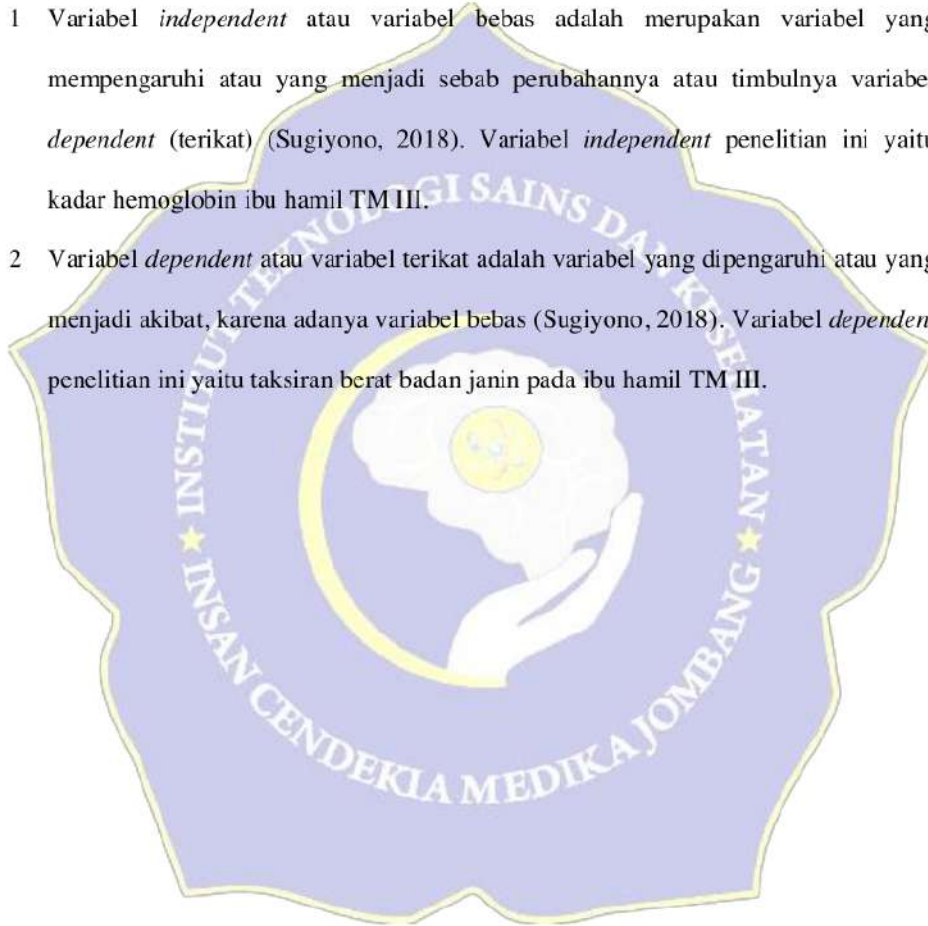 1 Variabel independent atau variabel bebas adalah merupakan variabel yang
mempengaruhi atau yang menjadi sebab perubahannya atau timbulnya variabe
dependent (terikat) (Sugiyono, 2018). Variabel independent penelitian ini yaitu
kadar hemoglobin ibu hamil TM III.
2 Variabel dependent atau variabel terikat adalah variabel yang dipengaruhi atau yang
menjadi akibat, karena adanya variabel bebas (Sugiyono, 2018). Variabel dependen
penelitian ini yaitu taksiran berat badan janin pada ibu hamil TM III.
INSTITUT TEKNOLOGI SAINS DAN KESEHATAN
INSAN CENDEKIA MEDIKA JOMBANG